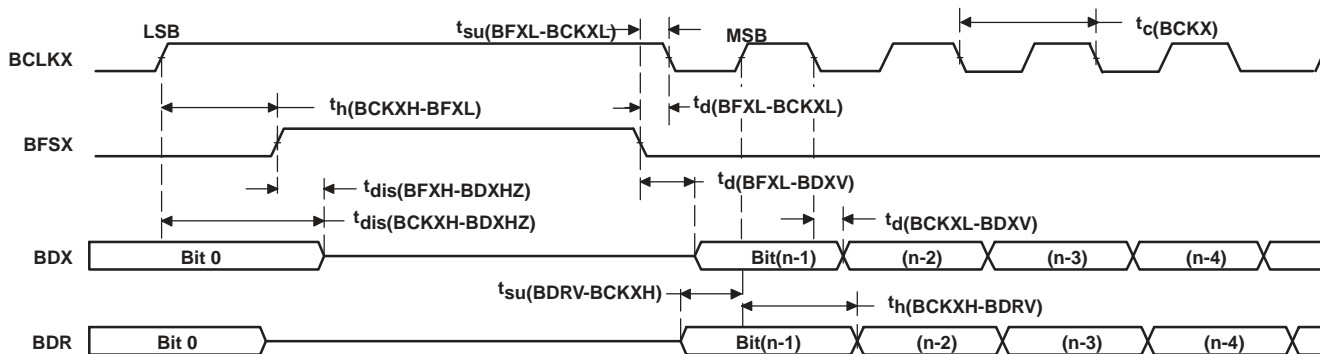 LSB
tsu(BFXL-BCKXL)
MSB
tc(BCKX)
BCLKX
th(BCKXH-BFXL)
td(BFXL-BCKXL)
BFSX
tdis(BFXH-BDXHZ)
td(BFXL-BDXV)
tdis(BCKXH-BDXHZ)
td(BCKXL-BDXV)
BDX
Bit 0
Bit(n-1)
(n-2)
(n-3)
(n-4)
tsu(BDRV-BCKXH)
th(BCKXH-BDRV)
BDR
Bit 0
Bit(n-1)
(n-2)
(n-3)
(n-4)